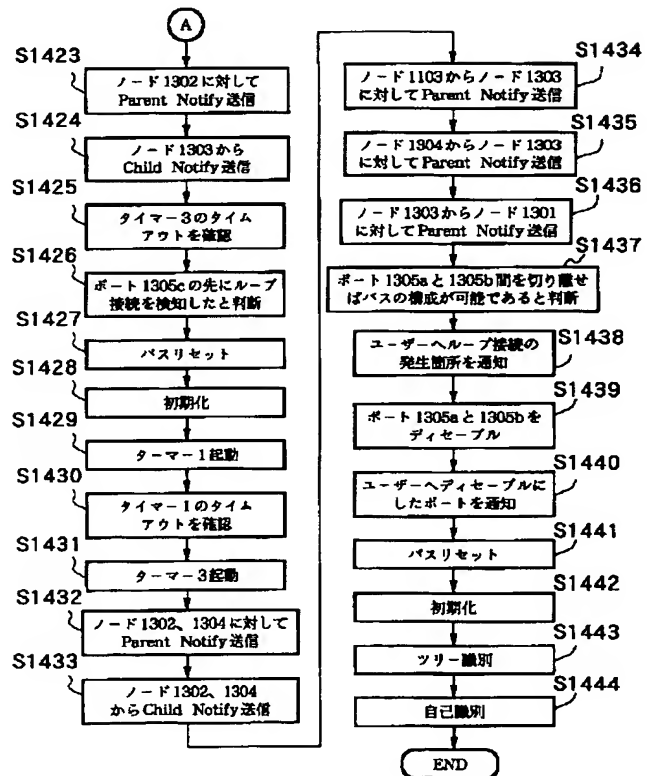 A
S1423
ノード1302に対して
Parent Notify送信
S1424
ノード1303から
Child Notify送信
S1425
タイマー3のタイム
アウトを確認
S1426
ポート1305cの先にループ
接続を検知したと判断
S1427
バスリセット
S1428
初期化
S1429
ターマー1起動
S1430
タイマー1のタイム
アウトを確認
S1431
ターマー3起動
S1432
ノード1302、1304に対して
Parent Notify送信
S1433
ノード1302、1304
からChild Notify送信
S1434
ノード1103からノード1303
に対してParent Notify送信
S1435
ノード1304からノード1303
に対してParent Notify送信
S1436
ノード1303からノード1301
に対してParent Notify送信
S1437
ポート1305aと1305b間を切り離せ
ばバスの構成が可能であると判断
S1438
ユーザーへループ接続の
発生箇所を通知
S1439
ポート1305aと1305bを
ディセーブル
S1440
ユーザーへディセーブルに
したポートを通知
S1441
バスリセット
S1442
初期化
S1443
ツリー識別
S1444
自己識別
END